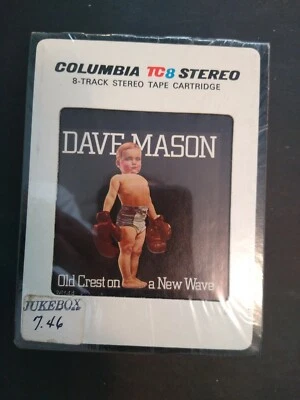 COLUMBIA TC8 STEREO
8-TRACK STEREO TAPE CARTRIDGE
DAVE MASON
Old Crest on a New Wave
JUKEBOX
7.46